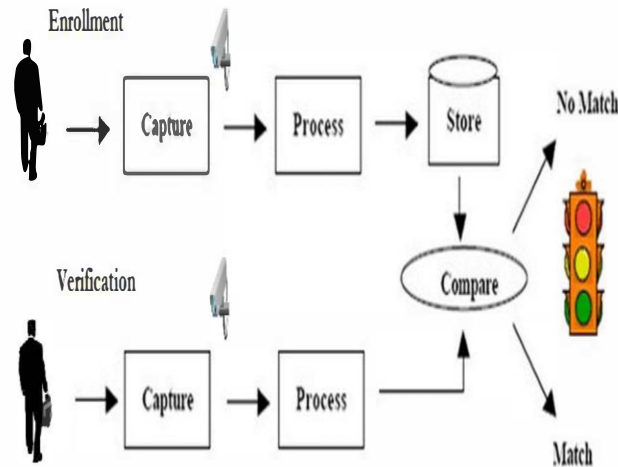 Enrollment
Capture
Process
Store
No Match
Compare
Verification
Capture
Process
Match